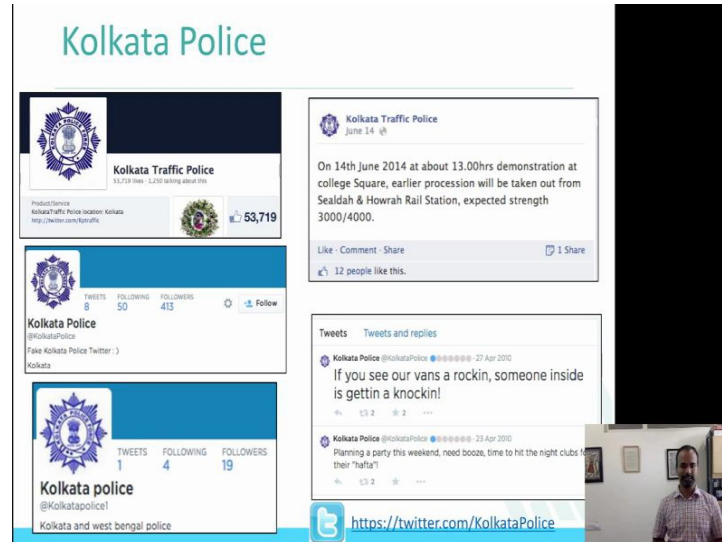 Kolkata Police
Kolkata Traffic Police
53,719 likes · 1,250 talking about this
Product/Service
KolkataTraffic Police location: Kolkata
http://twitter.com/Kptraffic
53,719
TWEETS FOLLOWING FOLLOWERS
8 50 413
Follow
Kolkata Police
@KolkataPolice
Fake Kolkata Police Twitter : )
Kolkata
TWEETS FOLLOWING FOLLOWERS
1 4 19
Kolkata police
@Kolkatapolice1
Kolkata and west bengal police
Kolkata Traffic Police
June 14
On 14th June 2014 at about 13.00hrs demonstration at
college Square, earlier procession will be taken out from
Sealdah & Howrah Rail Station, expected strength
3000/4000.
Like · Comment · Share 1 Share
12 people like this.
Tweets Tweets and replies
Kolkata Police @KolkataPolice · 27 Apr 2010
If you see our vans a rockin, someone inside
is gettin a knockin!
2 2
Kolkata Police @KolkataPolice · 23 Apr 2010
Planning a party this weekend, need booze, time to hit the night clubs
their "hafta"!
2
https://twitter.com/KolkataPolice